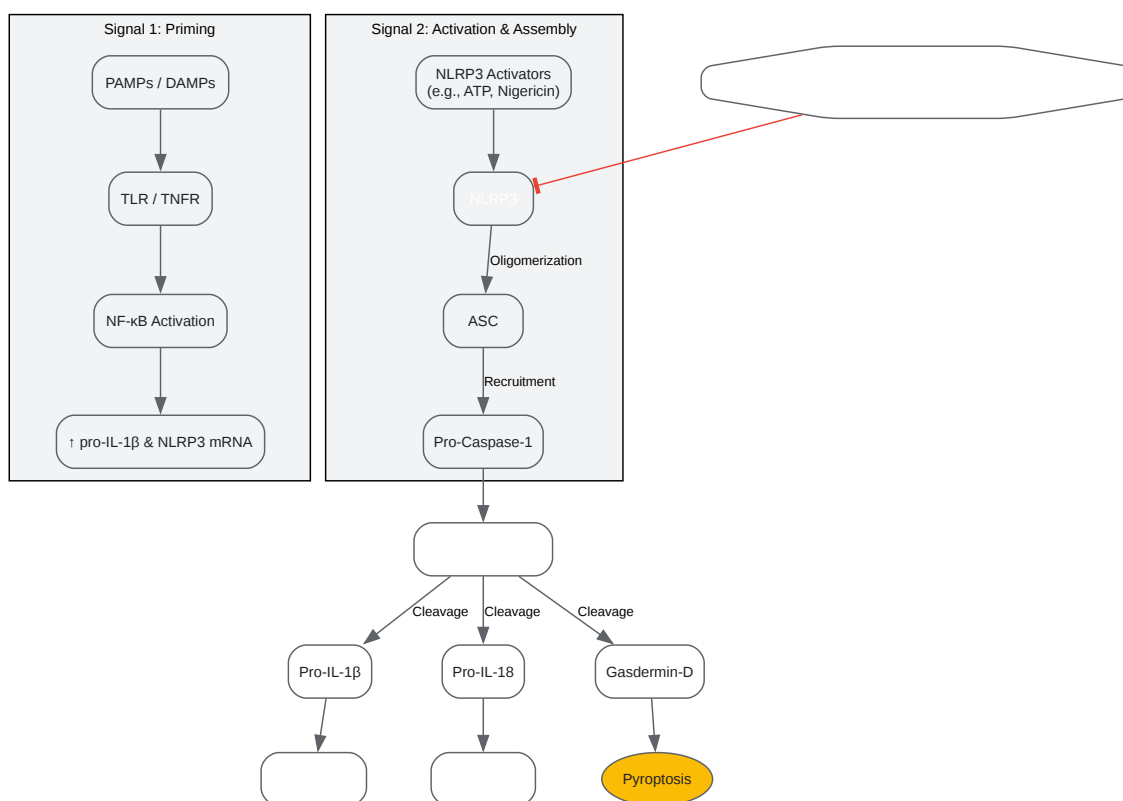 Signal 1: Priming
PAMPs / DAMPs
TLR / TNFR
NF-κB Activation
↑ pro-IL-1β & NLRP3 mRNA
Signal 2: Activation & Assembly
NLRP3 Activators
(e.g., ATP, Nigericin)
NLRP3
Oligomerization
ASC
Recruitment
Pro-Caspase-1
Cleavage
Cleavage
Cleavage
Pro-IL-1β
Pro-IL-18
Gasdermin-D
Pyroptosis